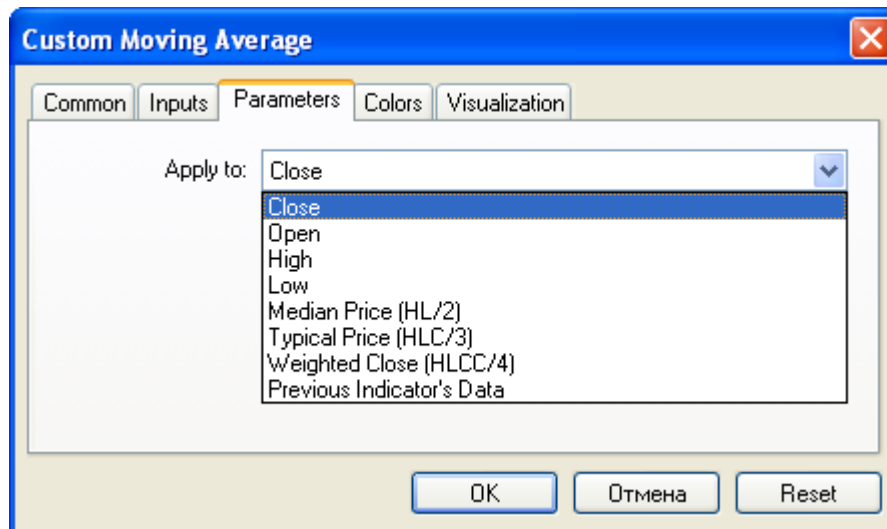 Custom Moving Average
Common Inputs Parameters Colors Visualization
Apply to: Close
Close
Open
High
Low
Median Price (HL/2)
Typical Price (HLC/3)
Weighted Close (HLCC/4)
Previous Indicator's Data
OK Отмена Reset